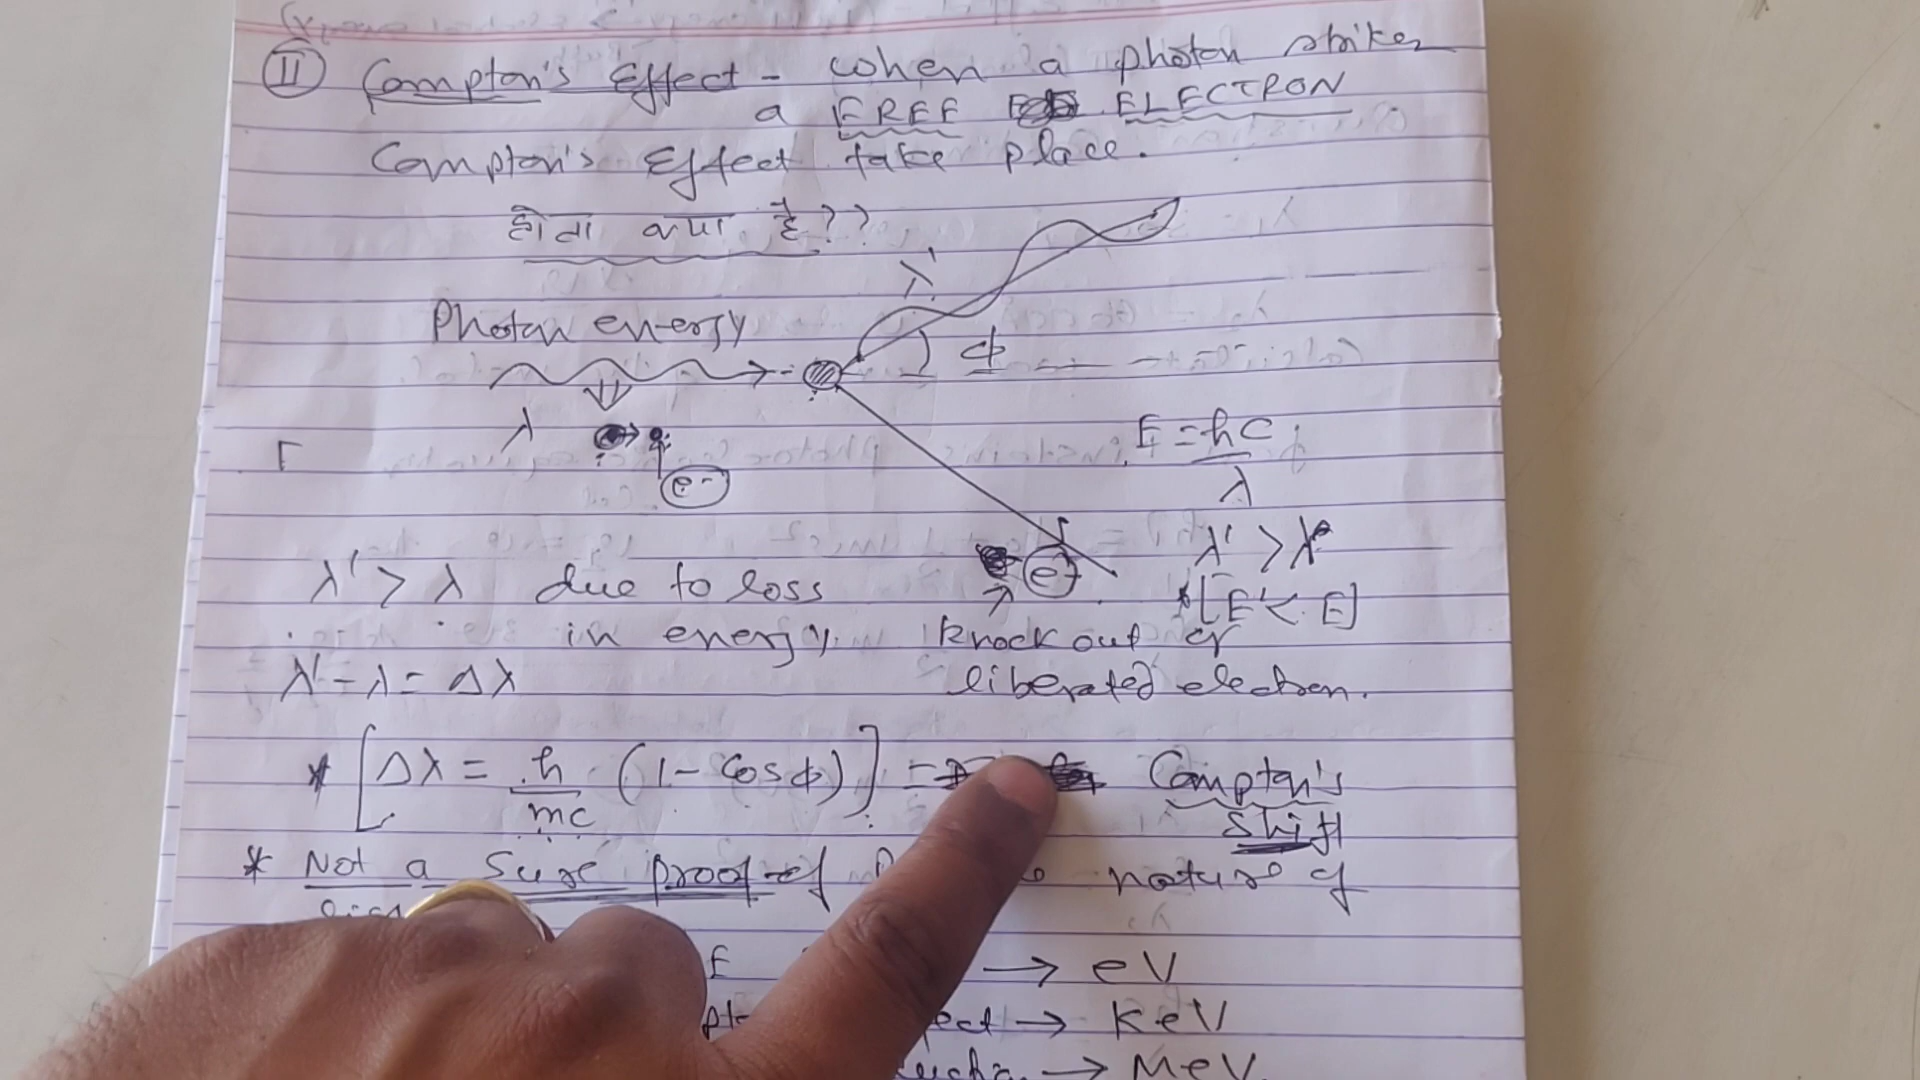 II Compton's Effect - when a photon strikes
a FREE ELECTRON
Compton's Effect take place.
होता क्या है??
λ'
Photon energy
ϕ
λ
e-
E = hc
λ
λ' > λ
λ' > λ due to loss
e-
[E' < E]
in energy.
knock out or
λ' - λ = Δλ
liberated electron.
* [Δλ = h/mc (1 - cosϕ)] = Compton's
Shift
* Not a sure proof of nature of
→ eV
→ KeV
→ MeV.